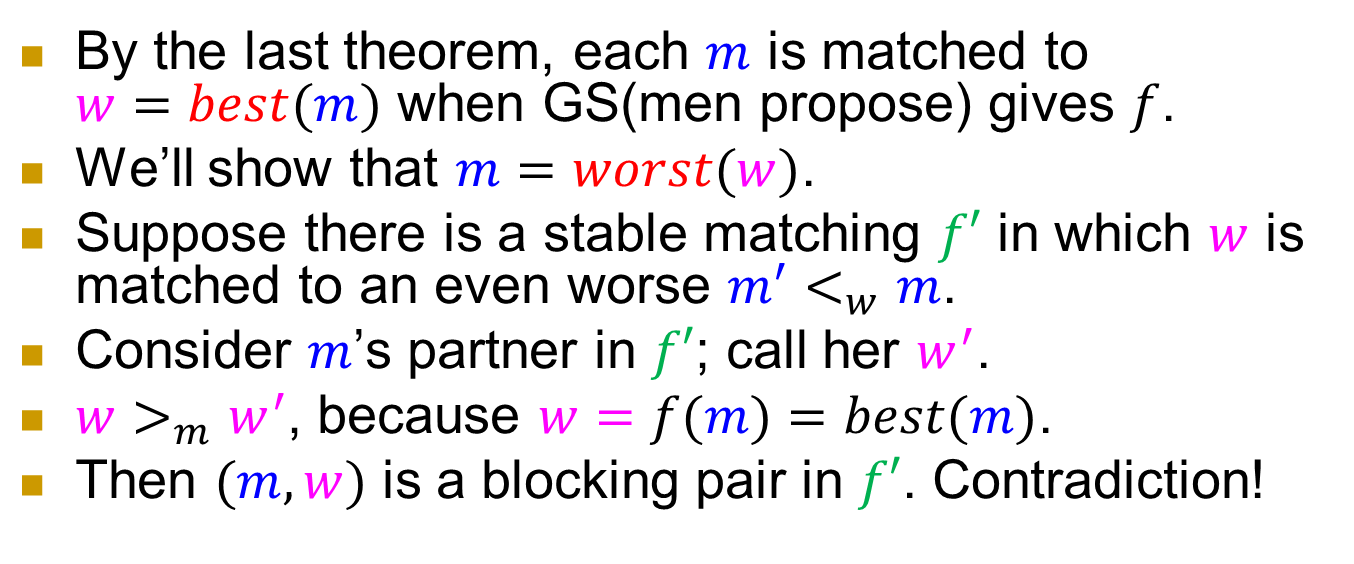 By the last theorem, each m is matched to
w = best(m) when GS(men propose) gives f.
We’ll show that m = worst(w).
Suppose there is a stable matching f′ in which w is
matched to an even worse m′ <_w m.
Consider m’s partner in f′; call her w′.
w >_m w′, because w = f(m) = best(m).
Then (m, w) is a blocking pair in f′. Contradiction!